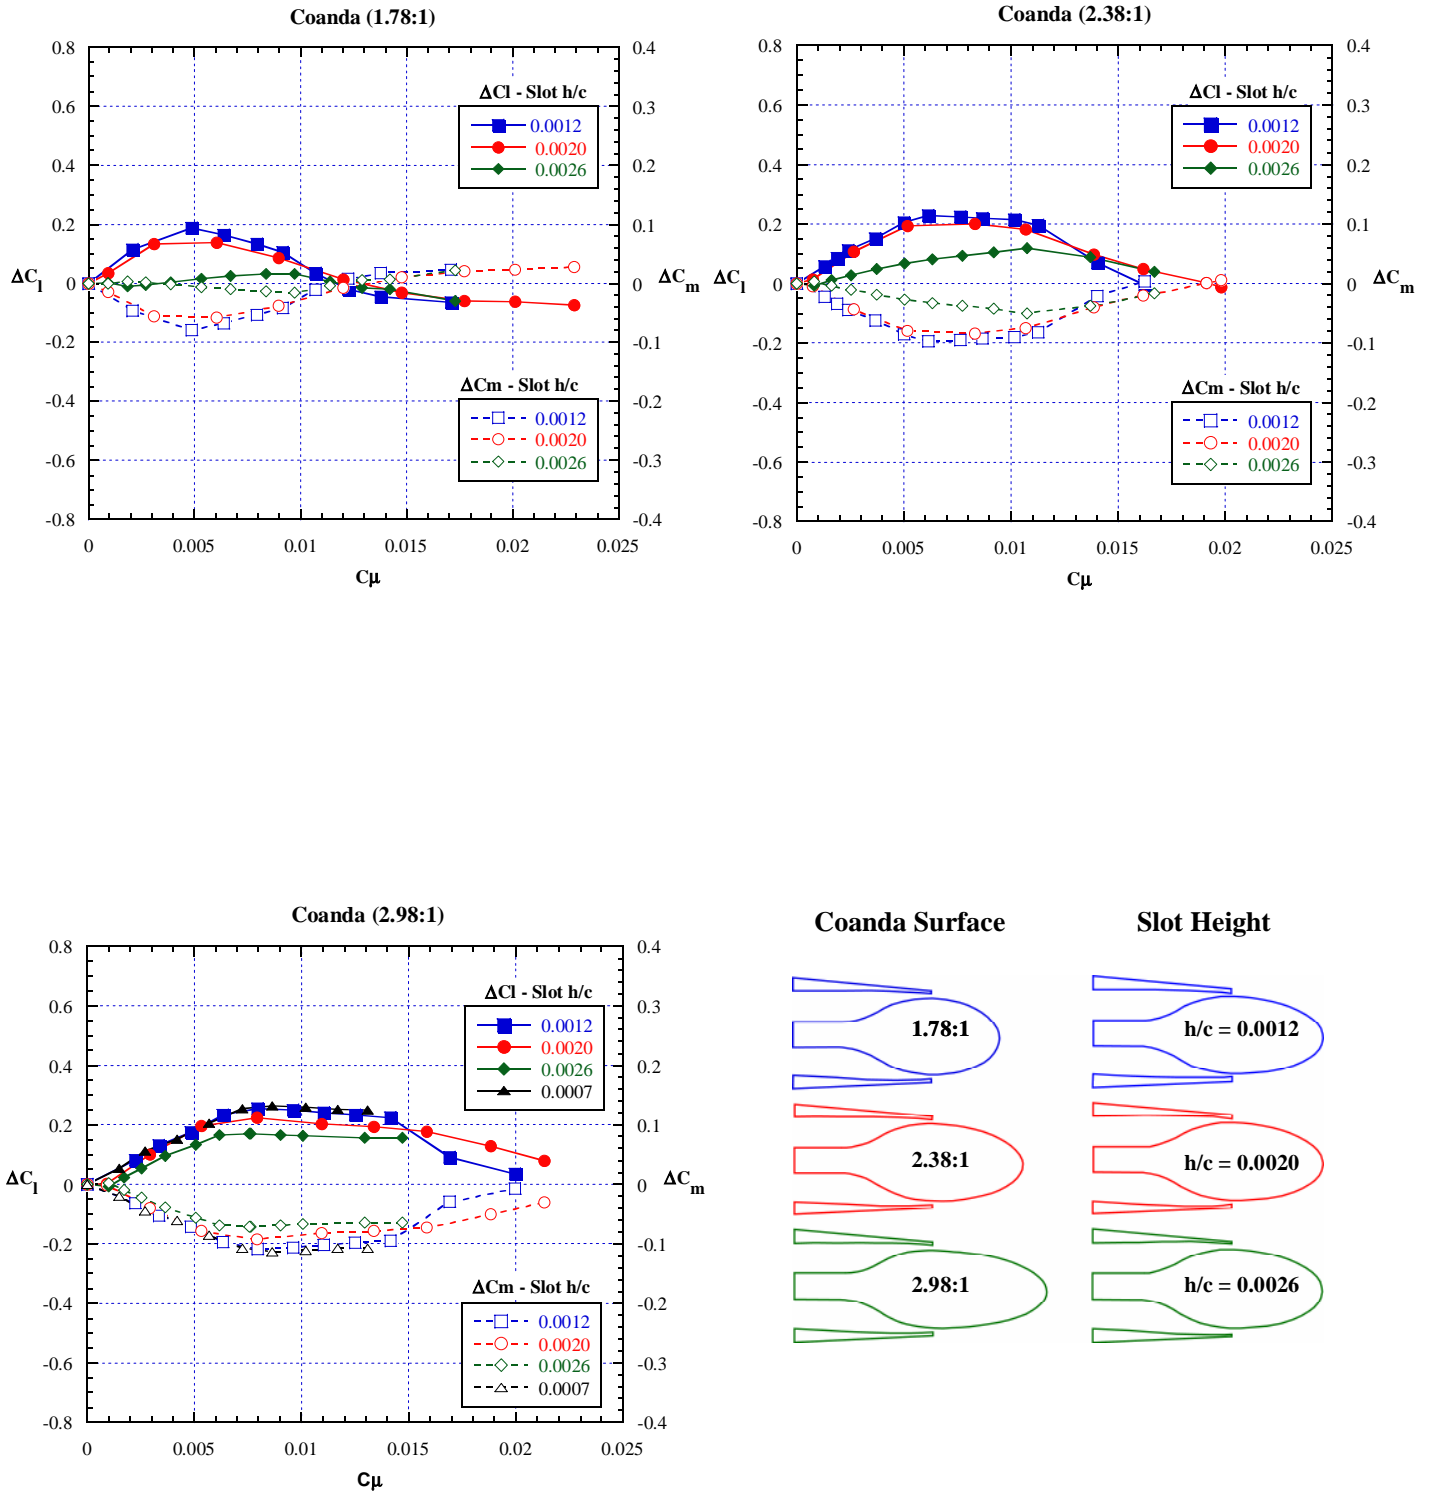 Coanda (1.78:1)
0.8
0.6
0.4
0.2
0
-0.2
-0.4
-0.6
-0.8
ΔCl
0.4
0.3
0.2
0.1
0
-0.1
-0.2
-0.3
-0.4
ΔCm
ΔCl - Slot h/c
0.0012
0.0020
0.0026
ΔCm - Slot h/c
0.0012
0.0020
0.0026
0 0.005 0.01 0.015 0.02 0.025
Cμ
Coanda (2.38:1)
0.8
0.6
0.4
0.2
0
-0.2
-0.4
-0.6
-0.8
ΔCl
0.4
0.3
0.2
0.1
0
-0.1
-0.2
-0.3
-0.4
ΔCm
ΔCl - Slot h/c
0.0012
0.0020
0.0026
ΔCm - Slot h/c
0.0012
0.0020
0.0026
0 0.005 0.01 0.015 0.02 0.025
Cμ
Coanda (2.98:1)
0.8
0.6
0.4
0.2
0
-0.2
-0.4
-0.6
-0.8
ΔCl
0.4
0.3
0.2
0.1
0
-0.1
-0.2
-0.3
-0.4
ΔCm
ΔCl - Slot h/c
0.0012
0.0020
0.0026
0.0007
ΔCm - Slot h/c
0.0012
0.0020
0.0026
0.0007
0 0.005 0.01 0.015 0.02 0.025
Cμ
Coanda Surface
1.78:1
2.38:1
2.98:1
Slot Height
h/c = 0.0012
h/c = 0.0020
h/c = 0.0026